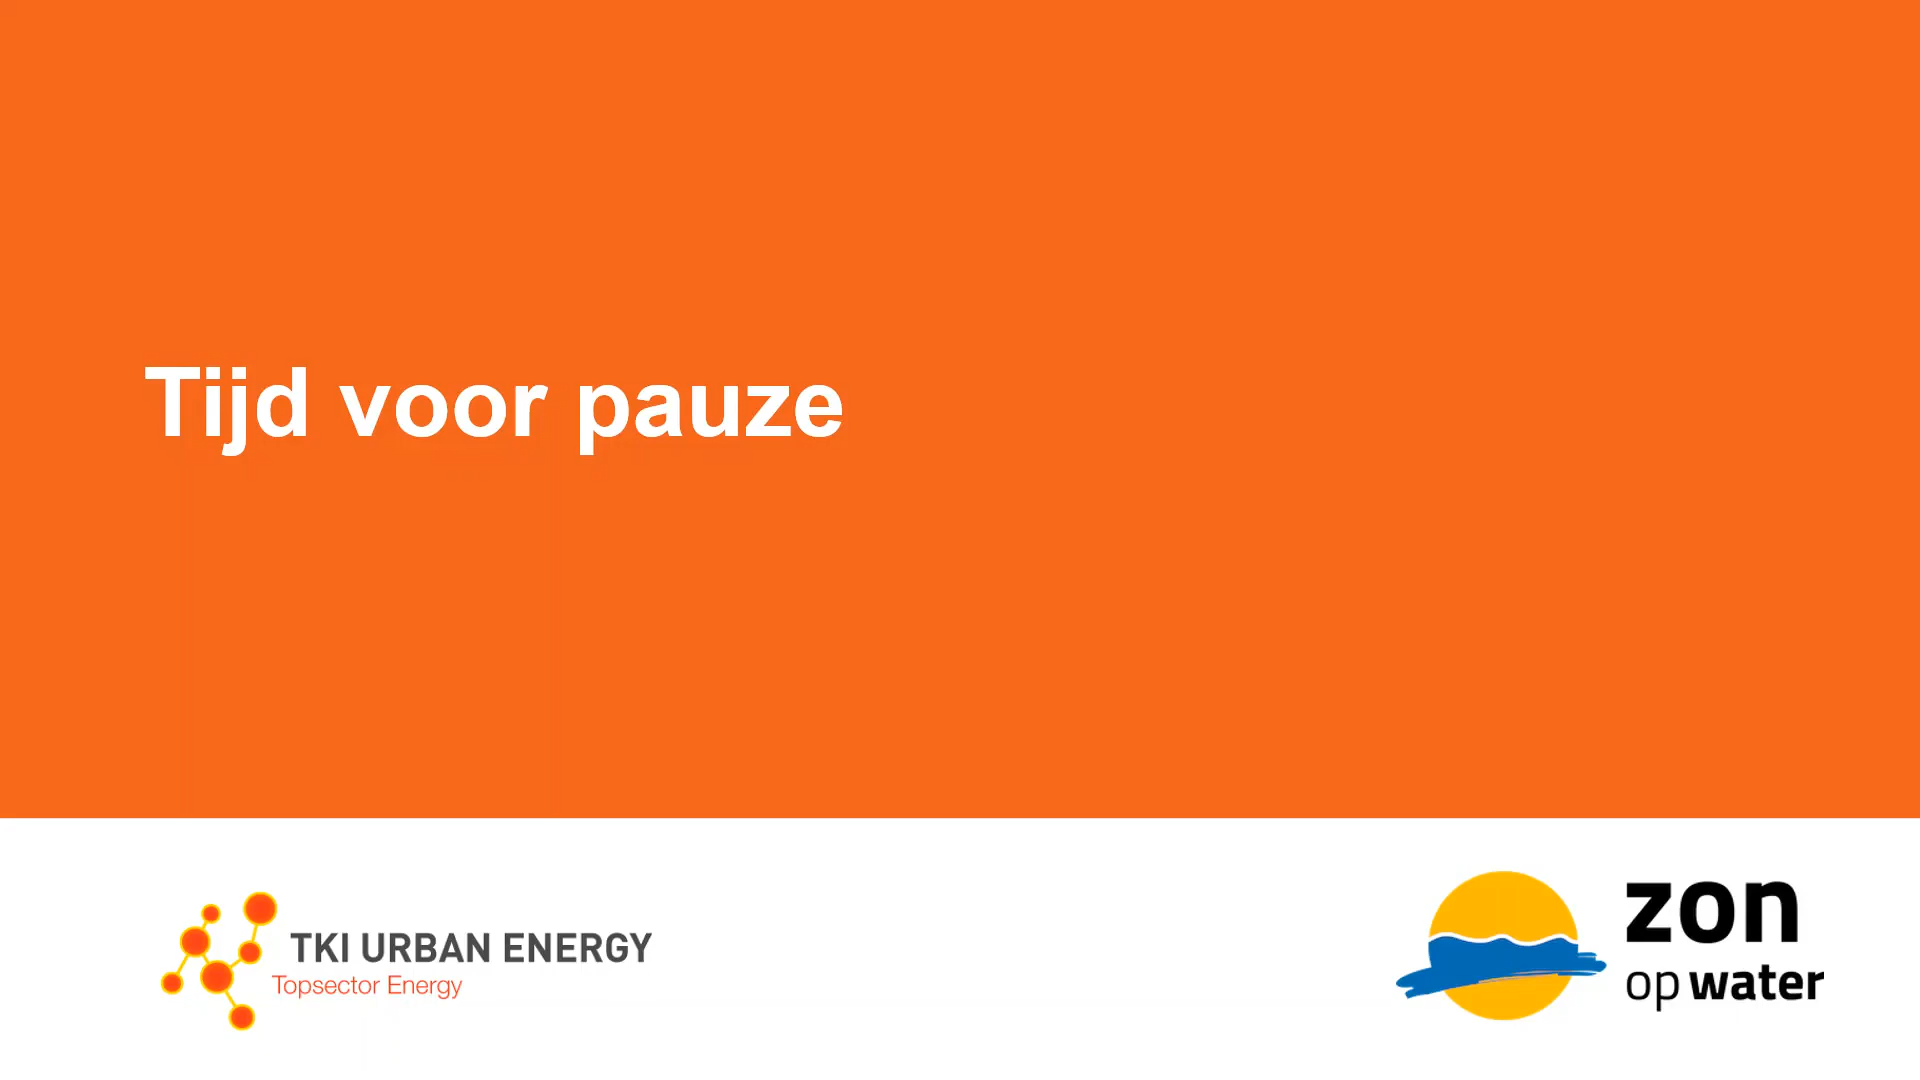 Tijd voor pauze
TKI URBAN ENERGY
Topsector Energy
zon
op water